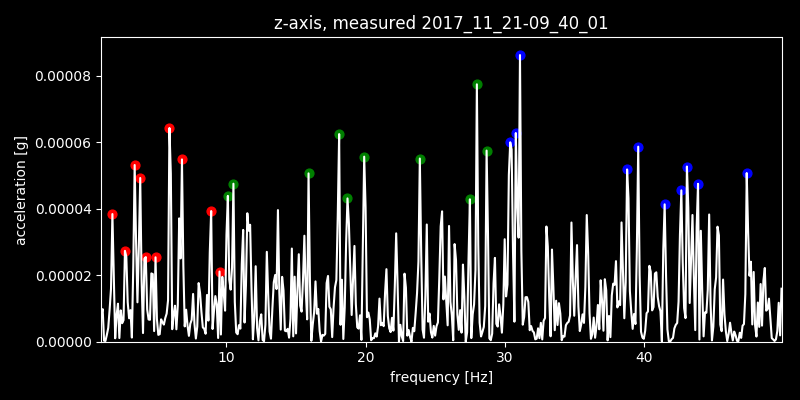 z-axis, measured 2017_11_21-09_40_01
0.00008
0.00006
0.00004
0.00002
0.00000
acceleration [g]
10 20 30 40
frequency [Hz]